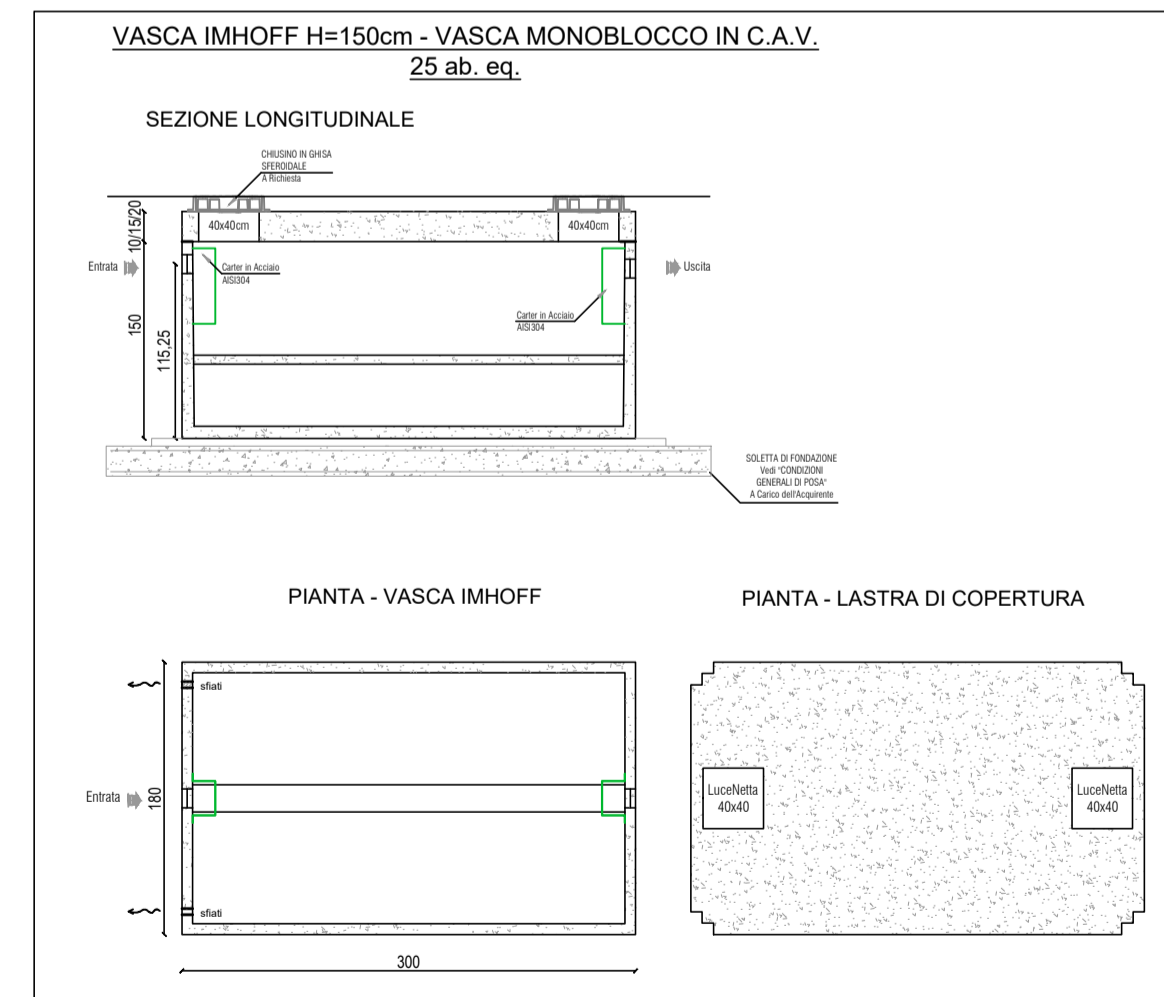 VASCA IMHOFF H=150cm - VASCA MONOBLOCCO IN C.A.V.
25 ab. eq.
SEZIONE LONGITUDINALE
CHIUSINO IN GHISA
SFEROIDALE
A Richiesta
10/15/20
40x40cm
40x40cm
Entrata
Carter in Acciaio
AISI304
Uscita
150
115,25
Carter in Acciaio
AISI304
SOLETTA DI FONDAZIONE
Vedi "CONDIZIONI
GENERALI DI POSA"
A Carico dell'Acquirente
PIANTA - VASCA IMHOFF
PIANTA - LASTRA DI COPERTURA
sfiati
Entrata
180
sfiati
300
LuceNetta
40x40
LuceNetta
40x40